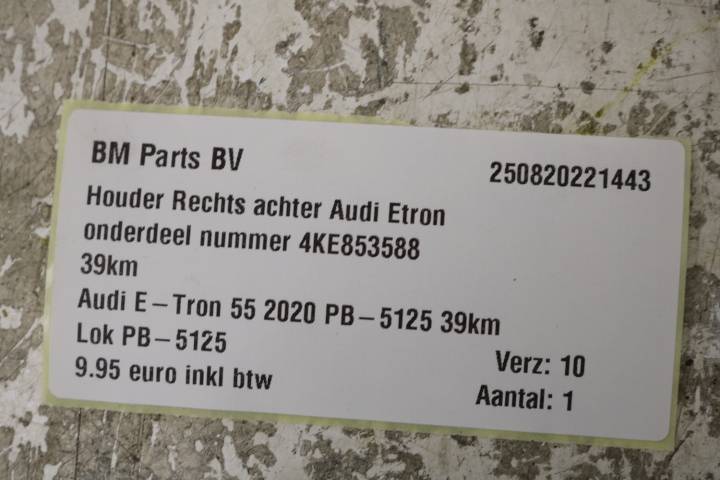 BM Parts BV 250820221443
Houder Rechts achter Audi Etron
onderdeel nummer 4KE853588
39km
Audi E-Tron 55 2020 PB-5125 39km
Lok PB-5125
Verz: 10
9.95 euro inkl btw
Aantal: 1